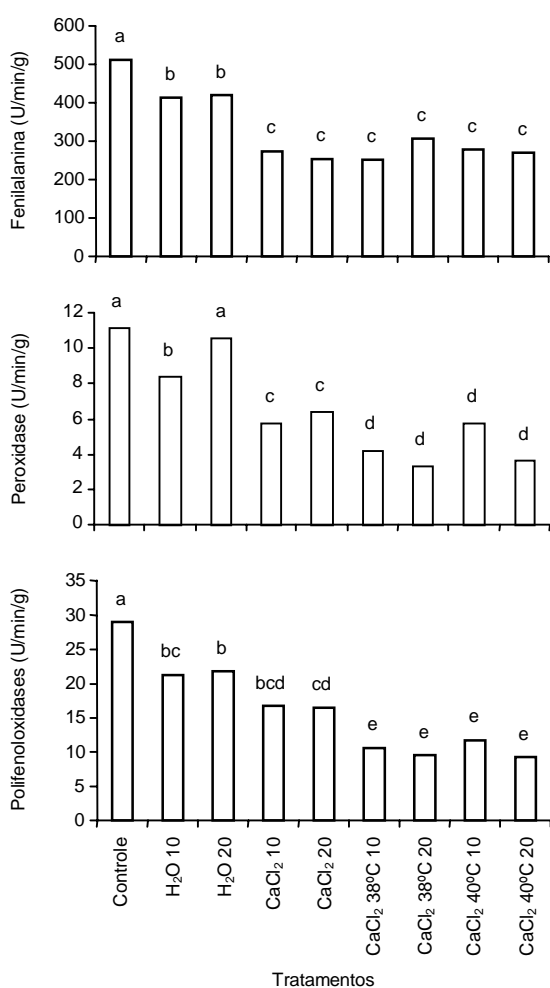 Fenilalanina (U/min/g)
600
500
400
300
200
100
0
a
b
b
c
c
c
c
c
c
Peroxidase (U/min/g)
12
10
8
6
4
2
0
a
b
a
c
c
d
d
d
d
Polifenoloxidases (U/min/g)
35
30
25
20
15
10
5
0
a
bc
b
bcd
cd
e
e
e
e
Controle
H₂O 10
H₂O 20
CaCl₂ 10
CaCl₂ 20
CaCl₂ 38ºC 10
CaCl₂ 38ºC 20
CaCl₂ 40ºC 10
CaCl₂ 40ºC 20
Tratamentos